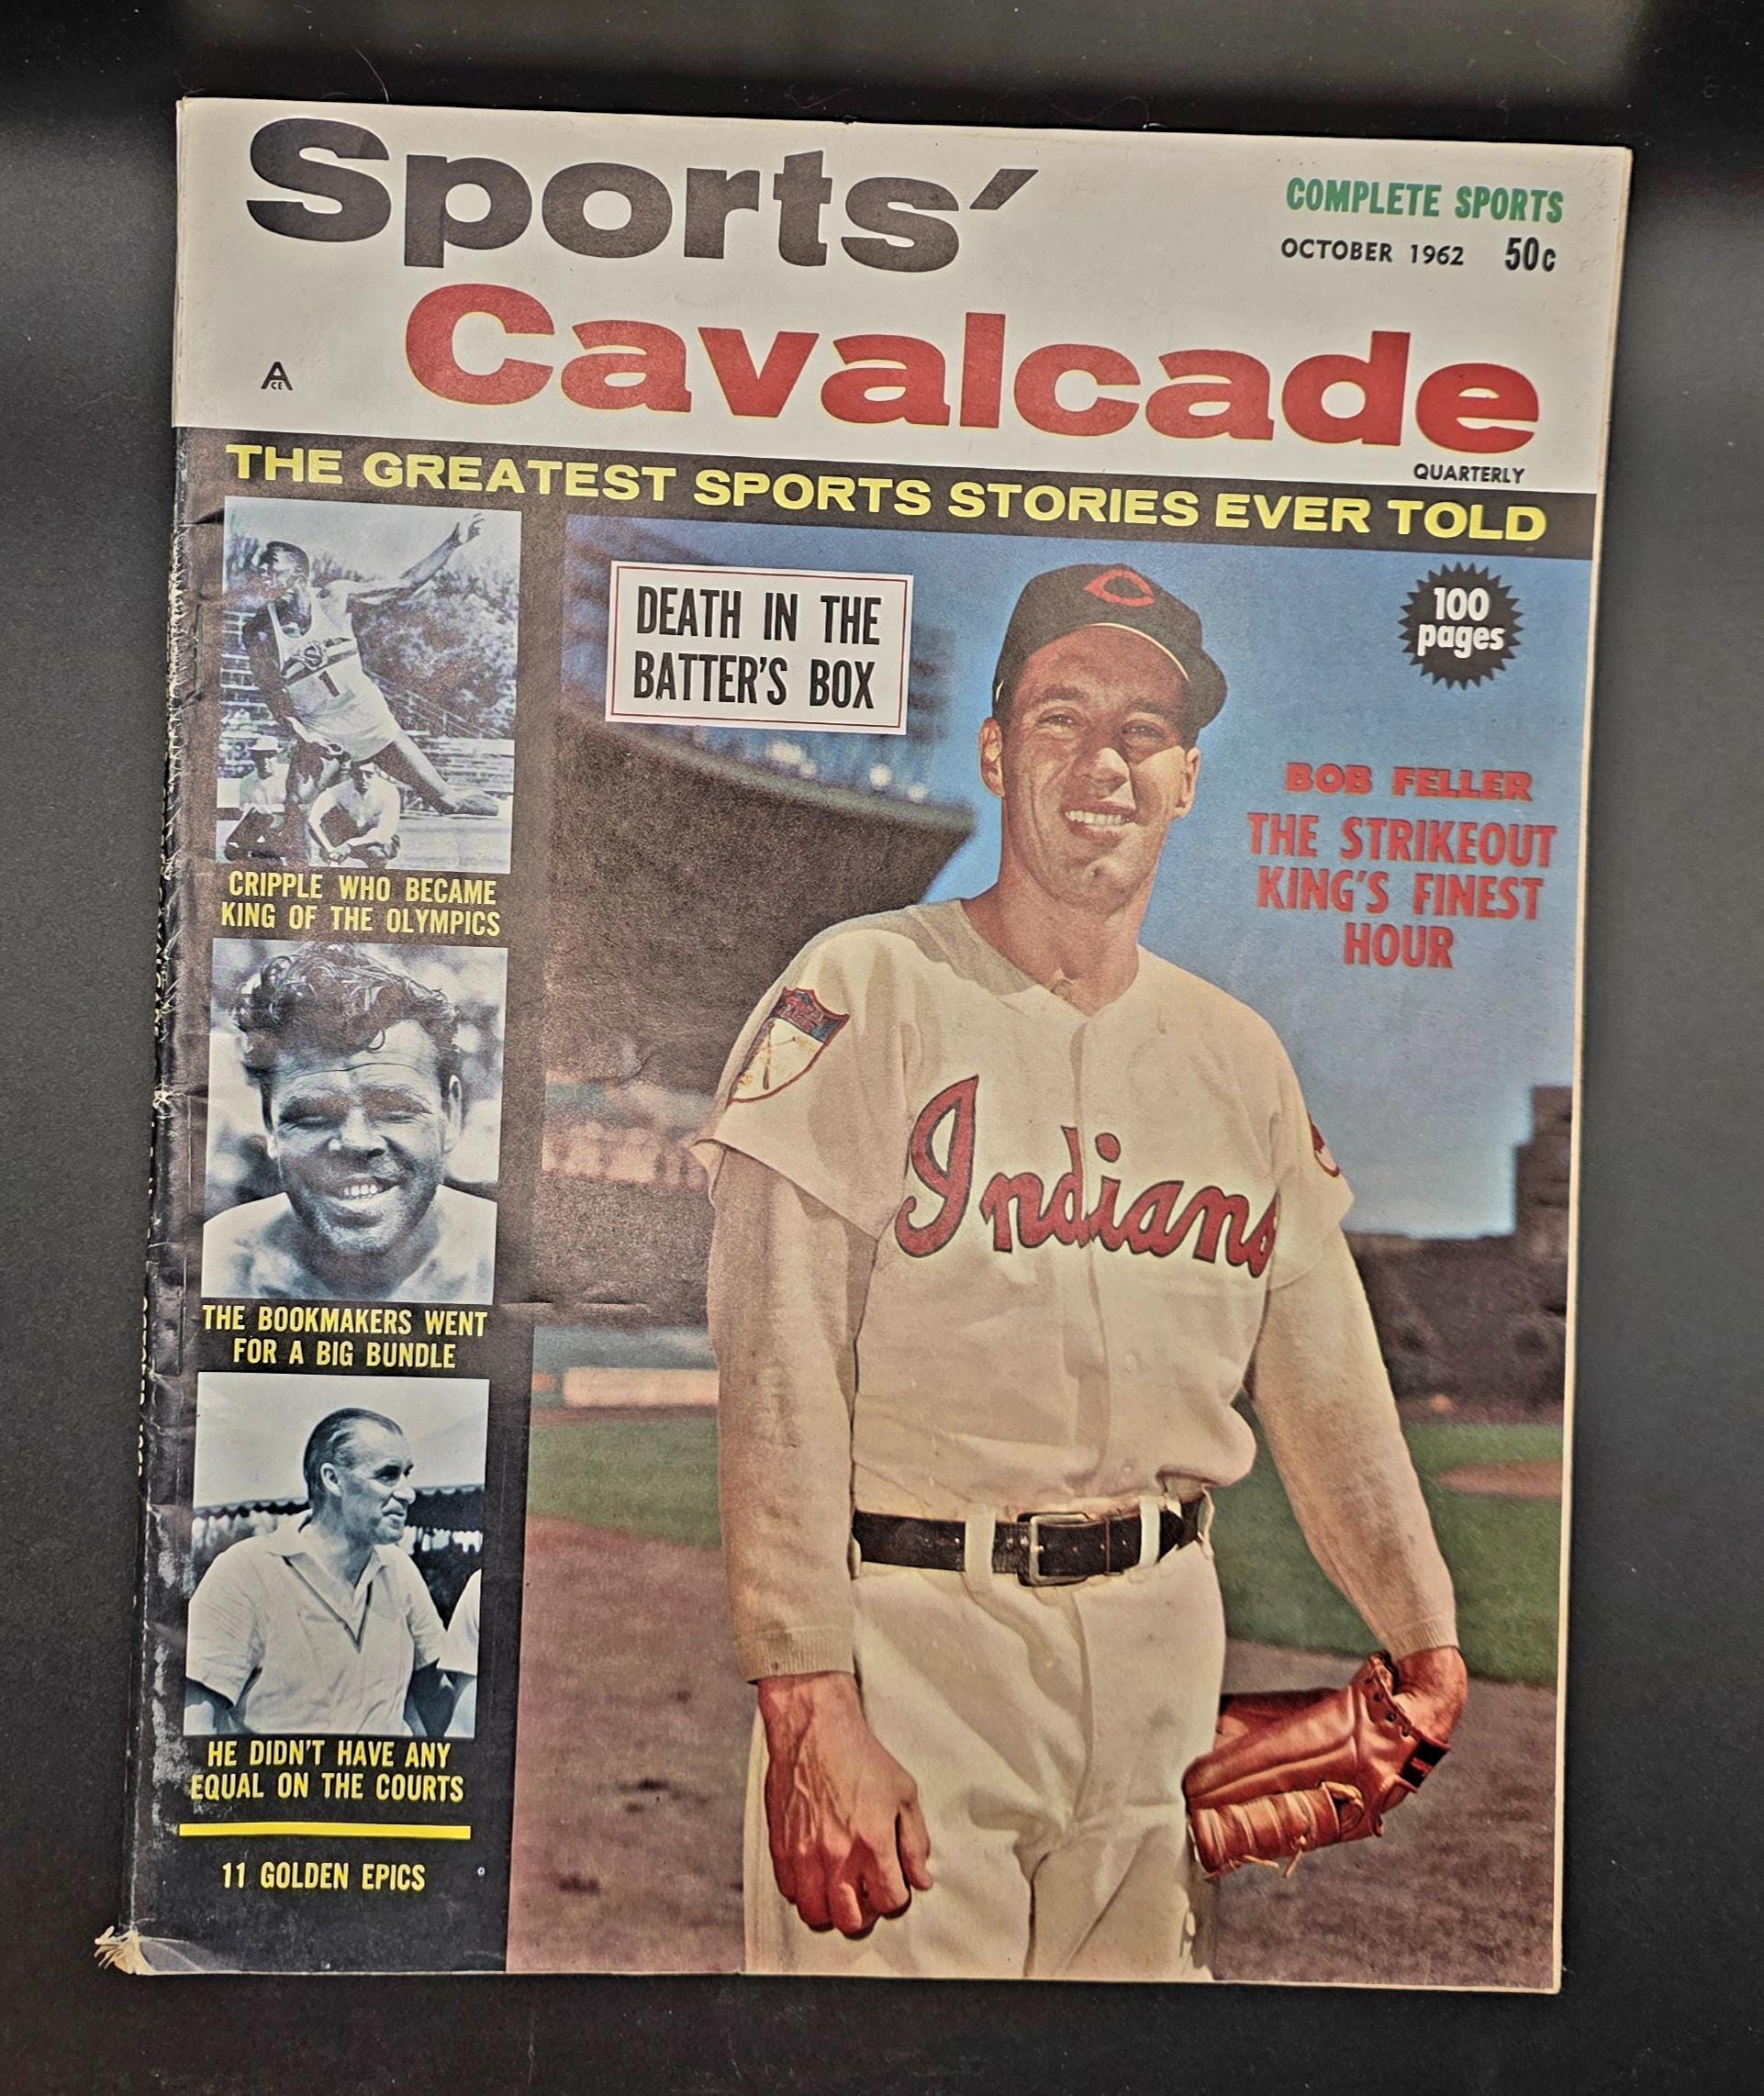 Sports'
Cavalcade
COMPLETE SPORTS
OCTOBER 1962 50c
ACE
QUARTERLY
THE GREATEST SPORTS STORIES EVER TOLD
DEATH IN THE
BATTER'S BOX
100
pages
BOB FELLER
THE STRIKEOUT
KING'S FINEST
HOUR
1
CRIPPLE WHO BECAME
KING OF THE OLYMPICS
THE BOOKMAKERS WENT
FOR A BIG BUNDLE
HE DIDN'T HAVE ANY
EQUAL ON THE COURTS
11 GOLDEN EPICS
C
Indians